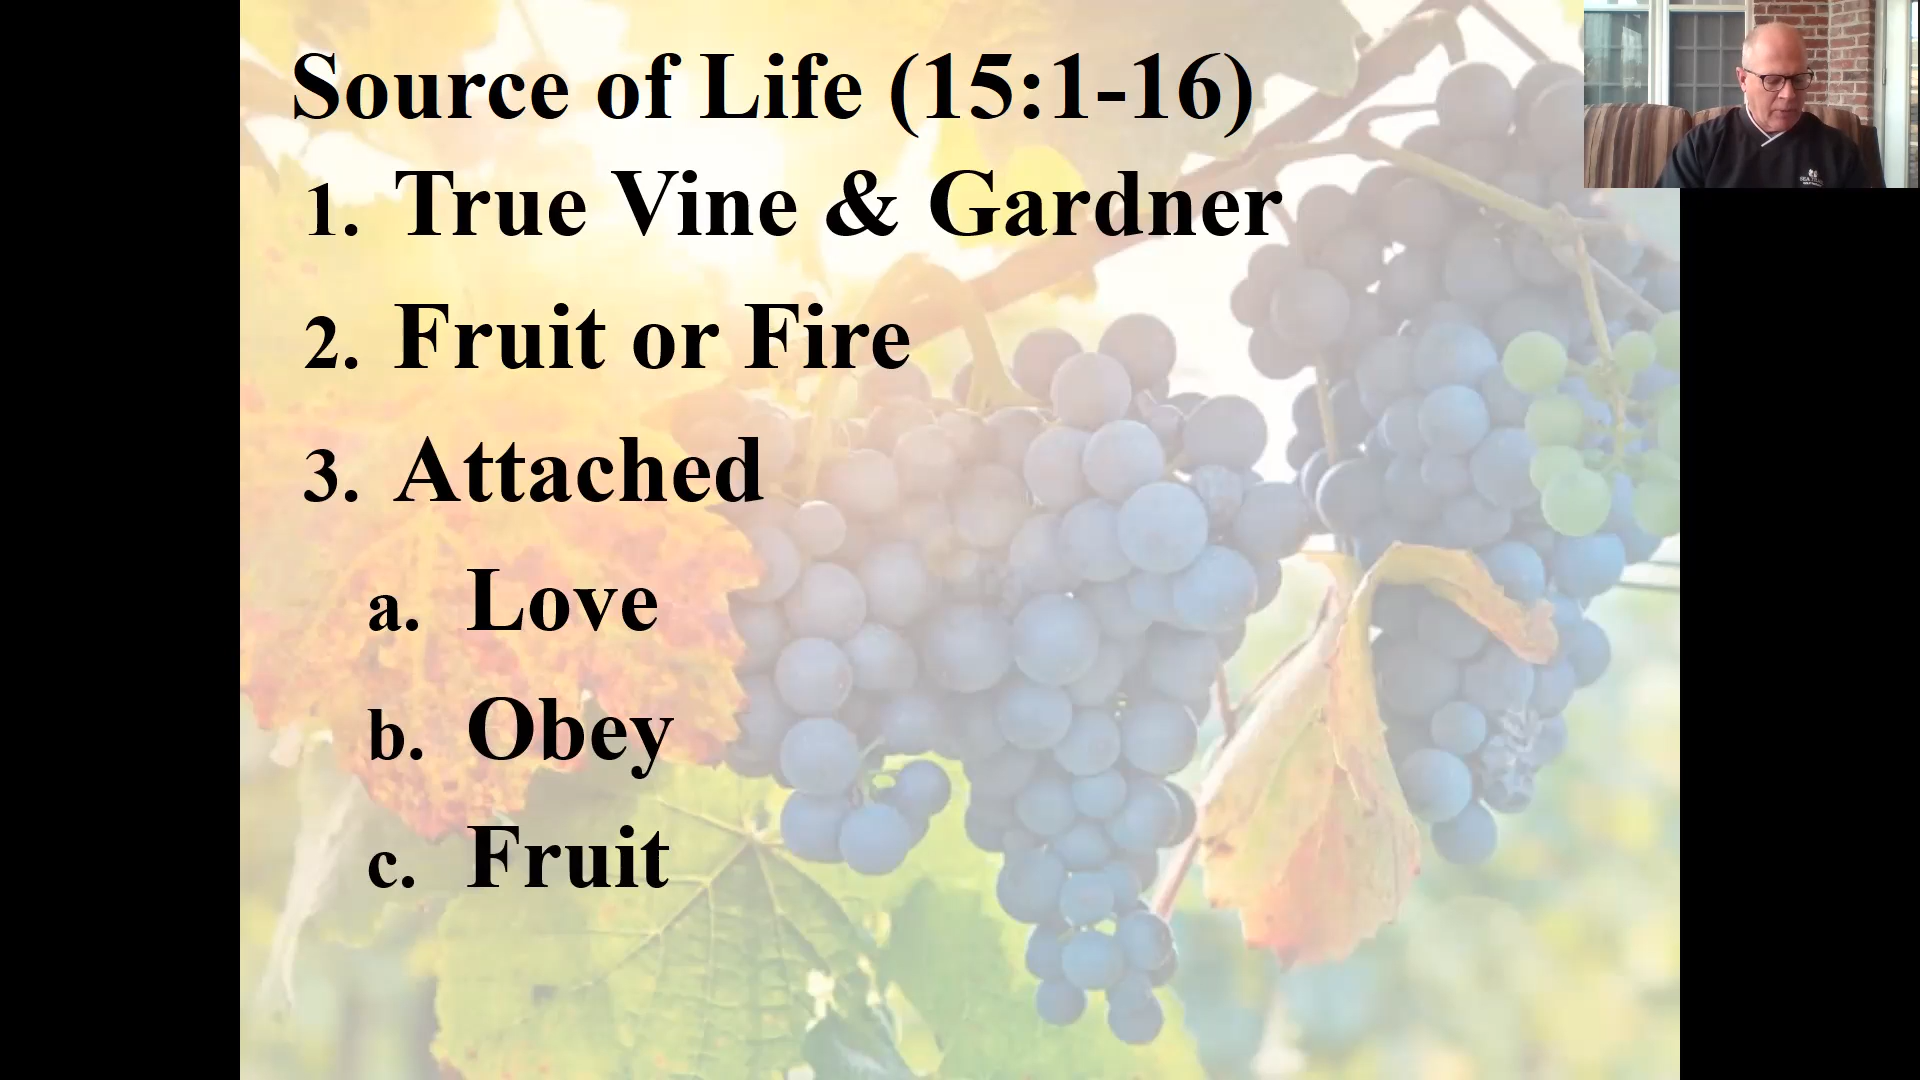 Source of Life (15:1-16)
1. True Vine & Gardner
2. Fruit or Fire
3. Attached
a. Love
b. Obey
c. Fruit